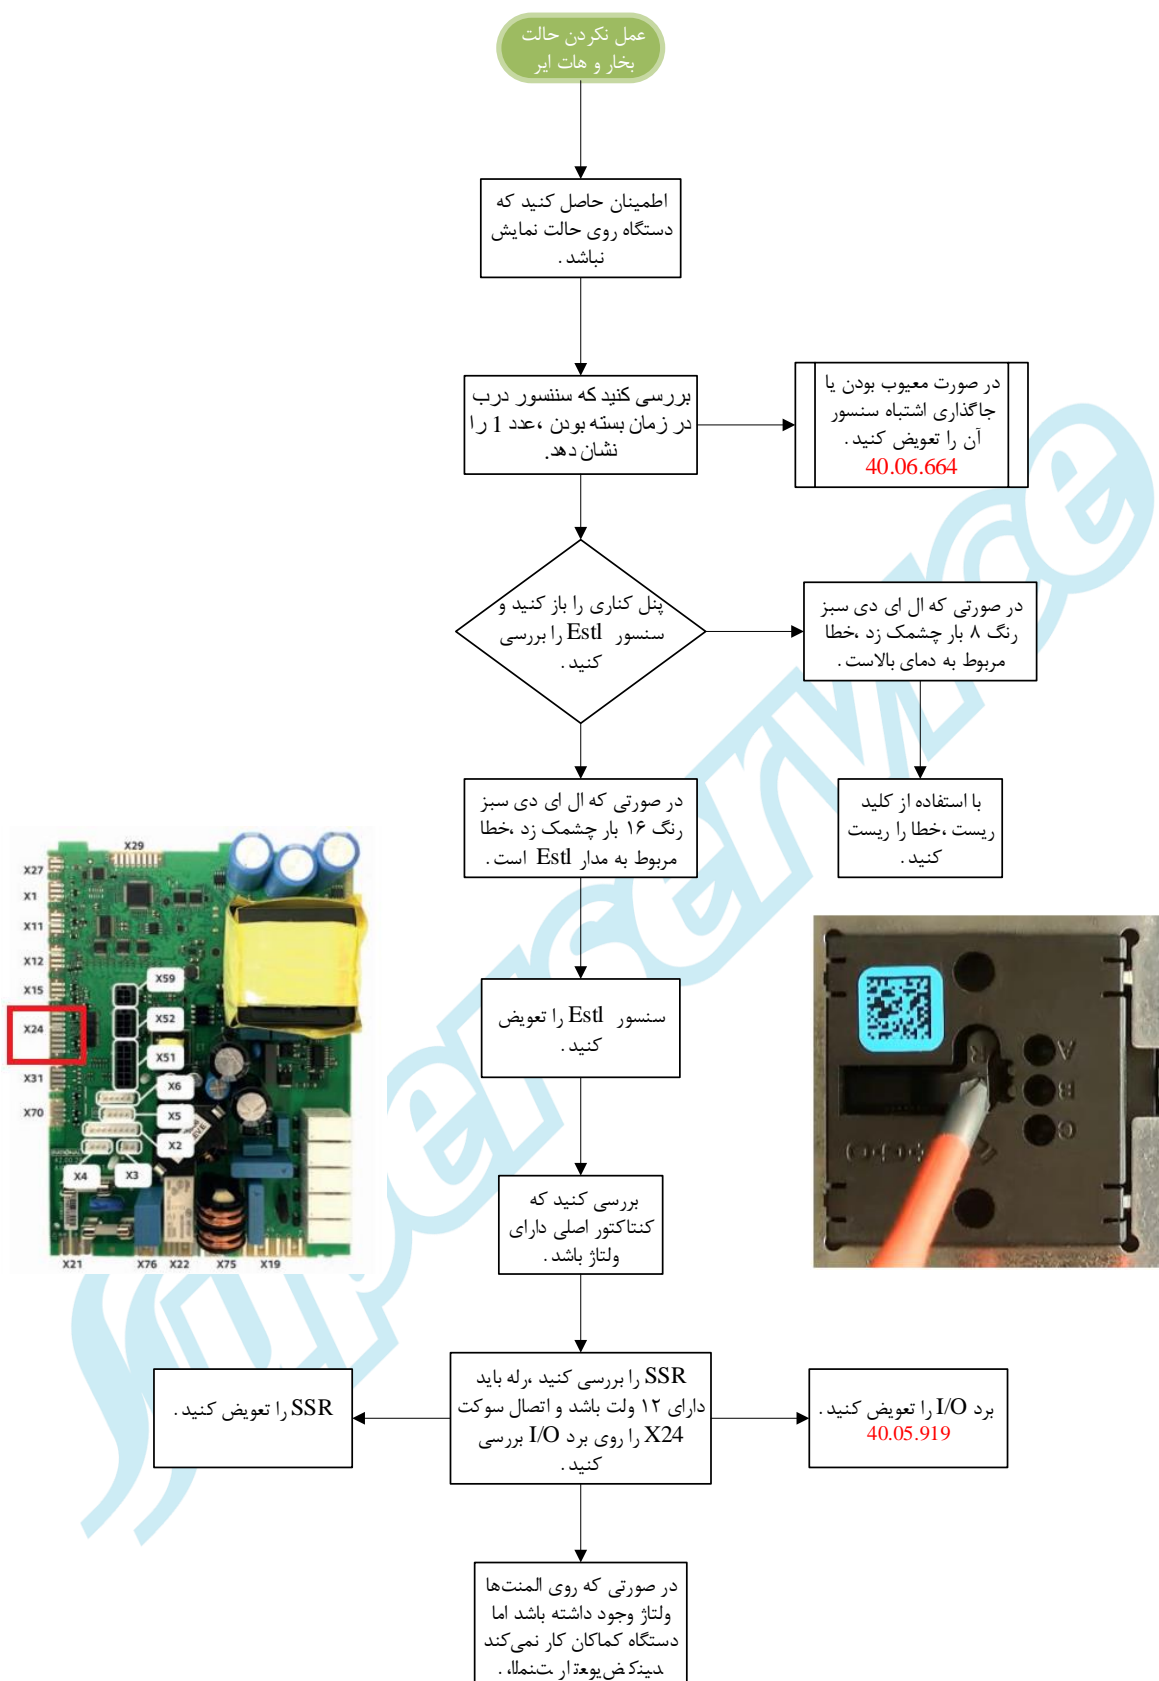 عمل نکردن حالت
بخار و هات ایر
اطمینان حاصل کنید که
دستگاه روی حالت نمایش
نباشد.
بررسی کنید که سننسور درب
در زمان بسته بودن ،عدد 1 را
نشان دهد.
در صورت معیوب بودن یا
جاگذاری اشتباه سنسور
آن را تعویض کنید.
40.06.664
پنل کناری را باز کنید و
سنسور Estl را بررسی
کنید.
در صورتی که ال ای دی سبز
رنگ ۸ بار چشمک زد ،خطا
مربوط به دمای بالاست.
با استفاده از کلید
ریست ،خطا را ریست
کنید.
در صورتی که ال ای دی سبز
رنگ ۱۶ بار چشمک زد ،خطا
مربوط به مدار Estl است.
سنسور Estl را تعویض
کنید.
بررسی کنید که
کنتاکتور اصلی دارای
ولتاژ باشد.
SSR را بررسی کنید ،رله باید
دارای ۱۲ ولت باشد و اتصال سوکت
X24 را روی برد I/O بررسی
کنید.
SSR را تعویض کنید.
برد I/O را تعویض کنید.
40.05.919
در صورتی که روی المنت‌ها
ولتاژ وجود داشته باشد اما
دستگاه کماکان کار نمی‌کند
X29
X27
X1
X11
X12
X15
X24
X31
X70
X59
X52
X51
X6
X5
X2
X4
X3
X21
X76
X22
X75
X19
A
B
C
superservice